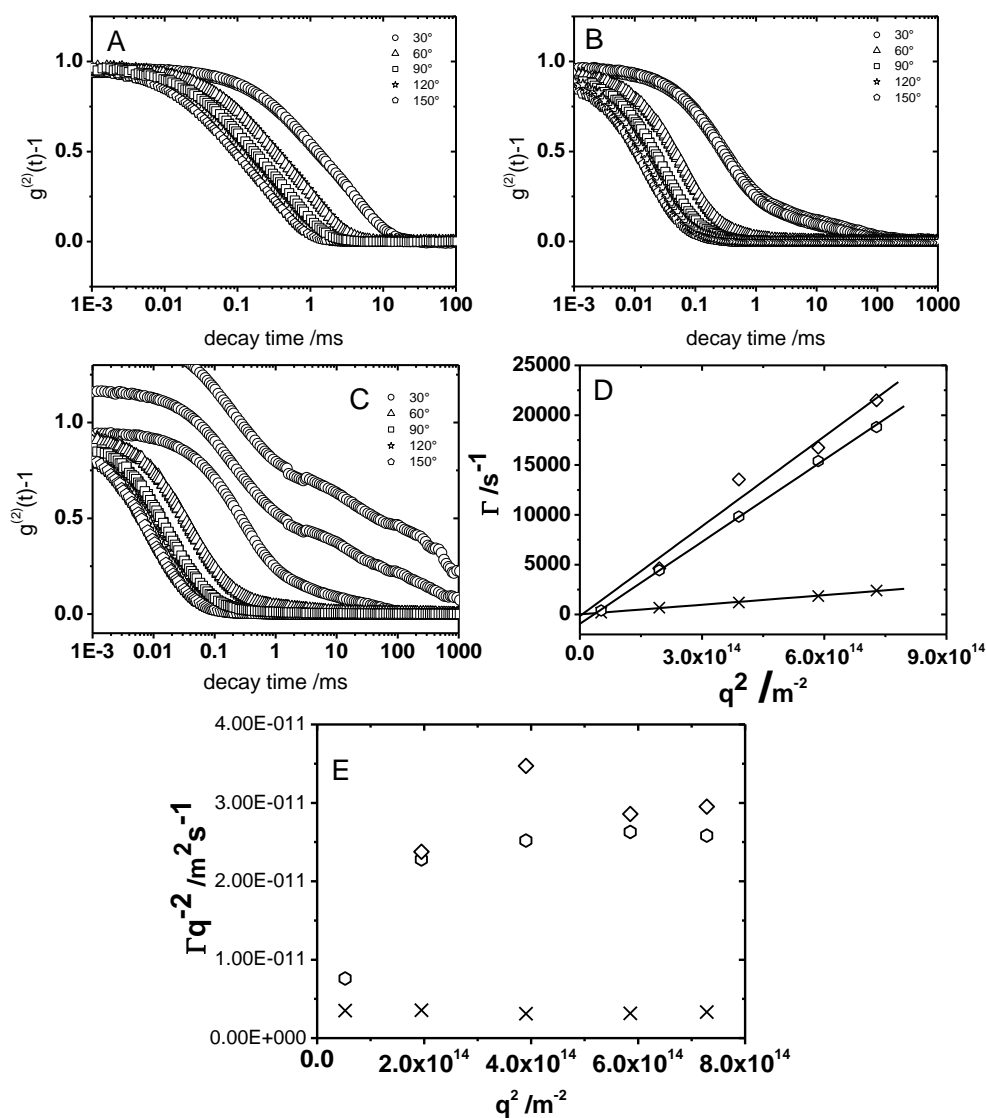 A
30°
60°
90°
120°
150°
1.0
0.5
0.0
g(2)(t)-1
1E-3 0.01 0.1 1 10 100
decay time /ms
B
30°
60°
90°
120°
150°
1.0
0.5
0.0
g(2)(t)-1
1E-3 0.01 0.1 1 10 100 1000
decay time /ms
C
30°
60°
90°
120°
150°
1.0
0.5
0.0
g(2)(t)-1
1E-3 0.01 0.1 1 10 100 1000
decay time /ms
D
25000
20000
15000
10000
5000
0
Γ /s-1
0.0 3.0x10^14 6.0x10^14 9.0x10^14
q2 /m-2
E
4.00E-011
3.00E-011
2.00E-011
1.00E-011
0.00E+000
Γq-2 /m2s-1
0.0 2.0x10^14 4.0x10^14 6.0x10^14 8.0x10^14
q2 /m-2